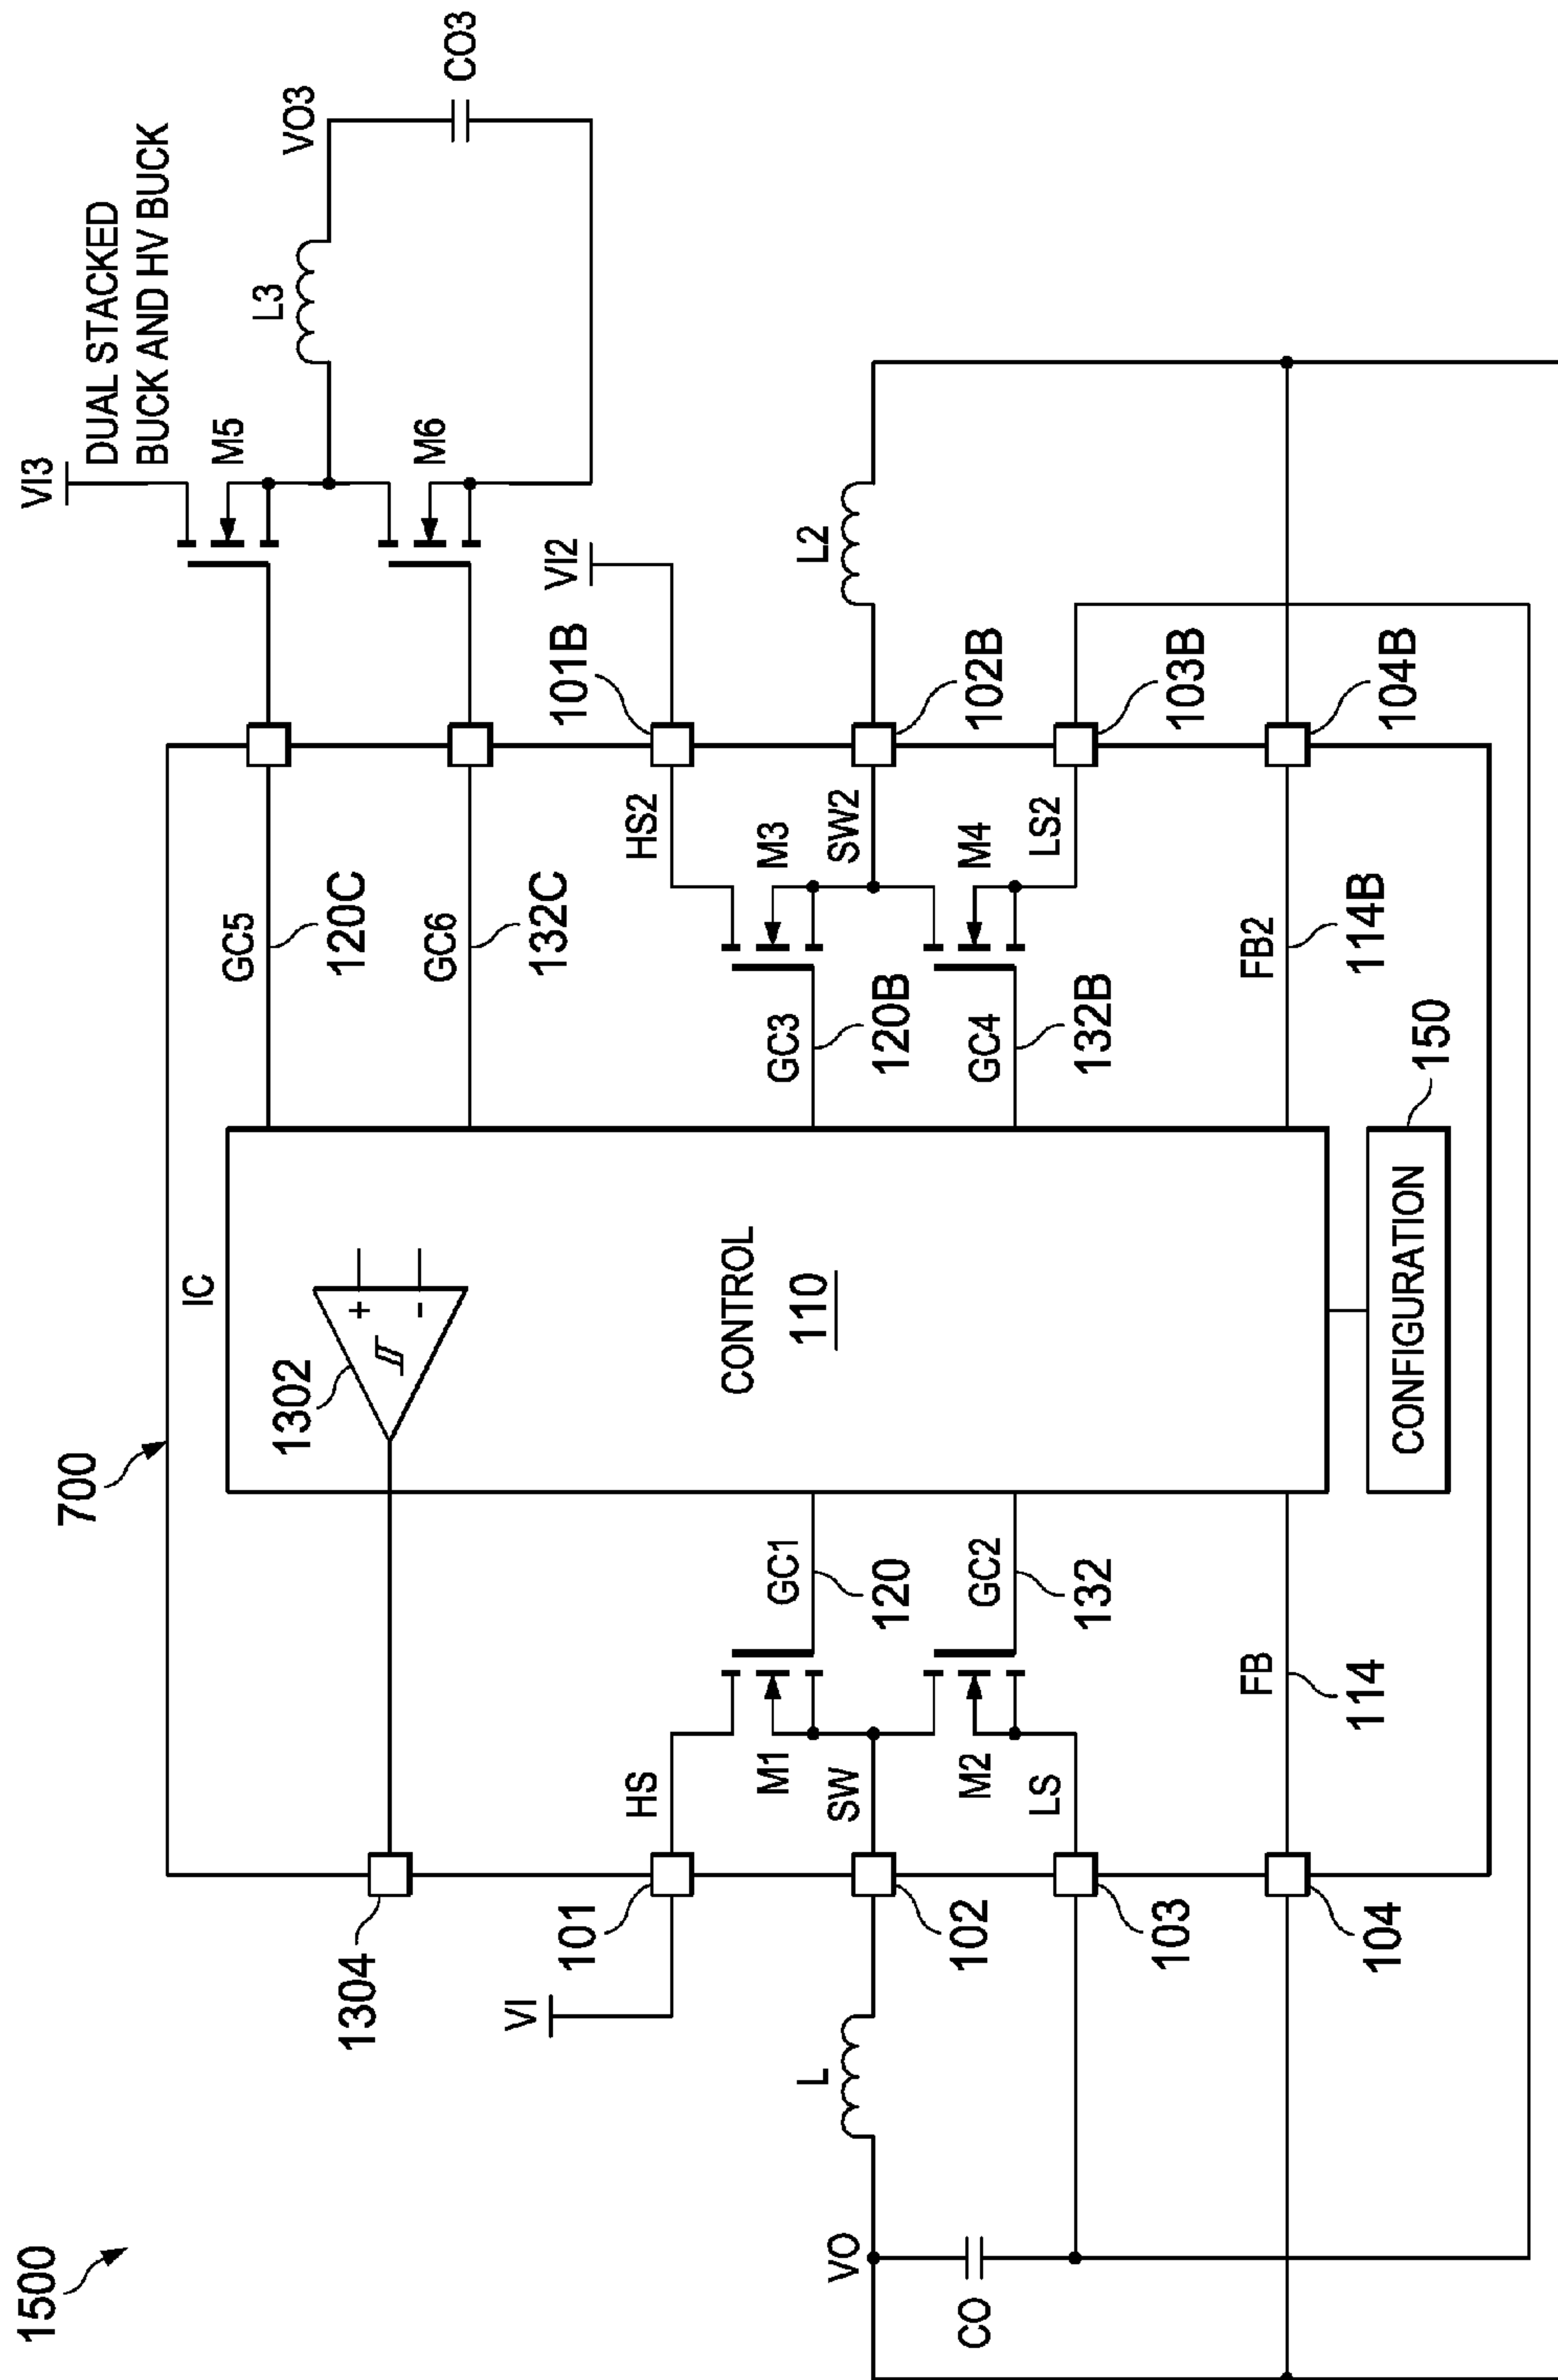 1500
700
DUAL STACKED
BUCK AND HV BUCK
VI3
M5
L3
VO3
CO3
M6
IC
1302
+
-
1304
GC5
120C
GC6
132C
VI2
101B
HS2
M3
SW2
102B
L2
GC3
120B
M4
LS2
103B
GC4
132B
FB2
114B
104B
CONTROL
110
VI
101
HS
M1
SW
102
L
VO
GC1
120
M2
LS
103
CO
GC2
132
FB
114
104
CONFIGURATION
150